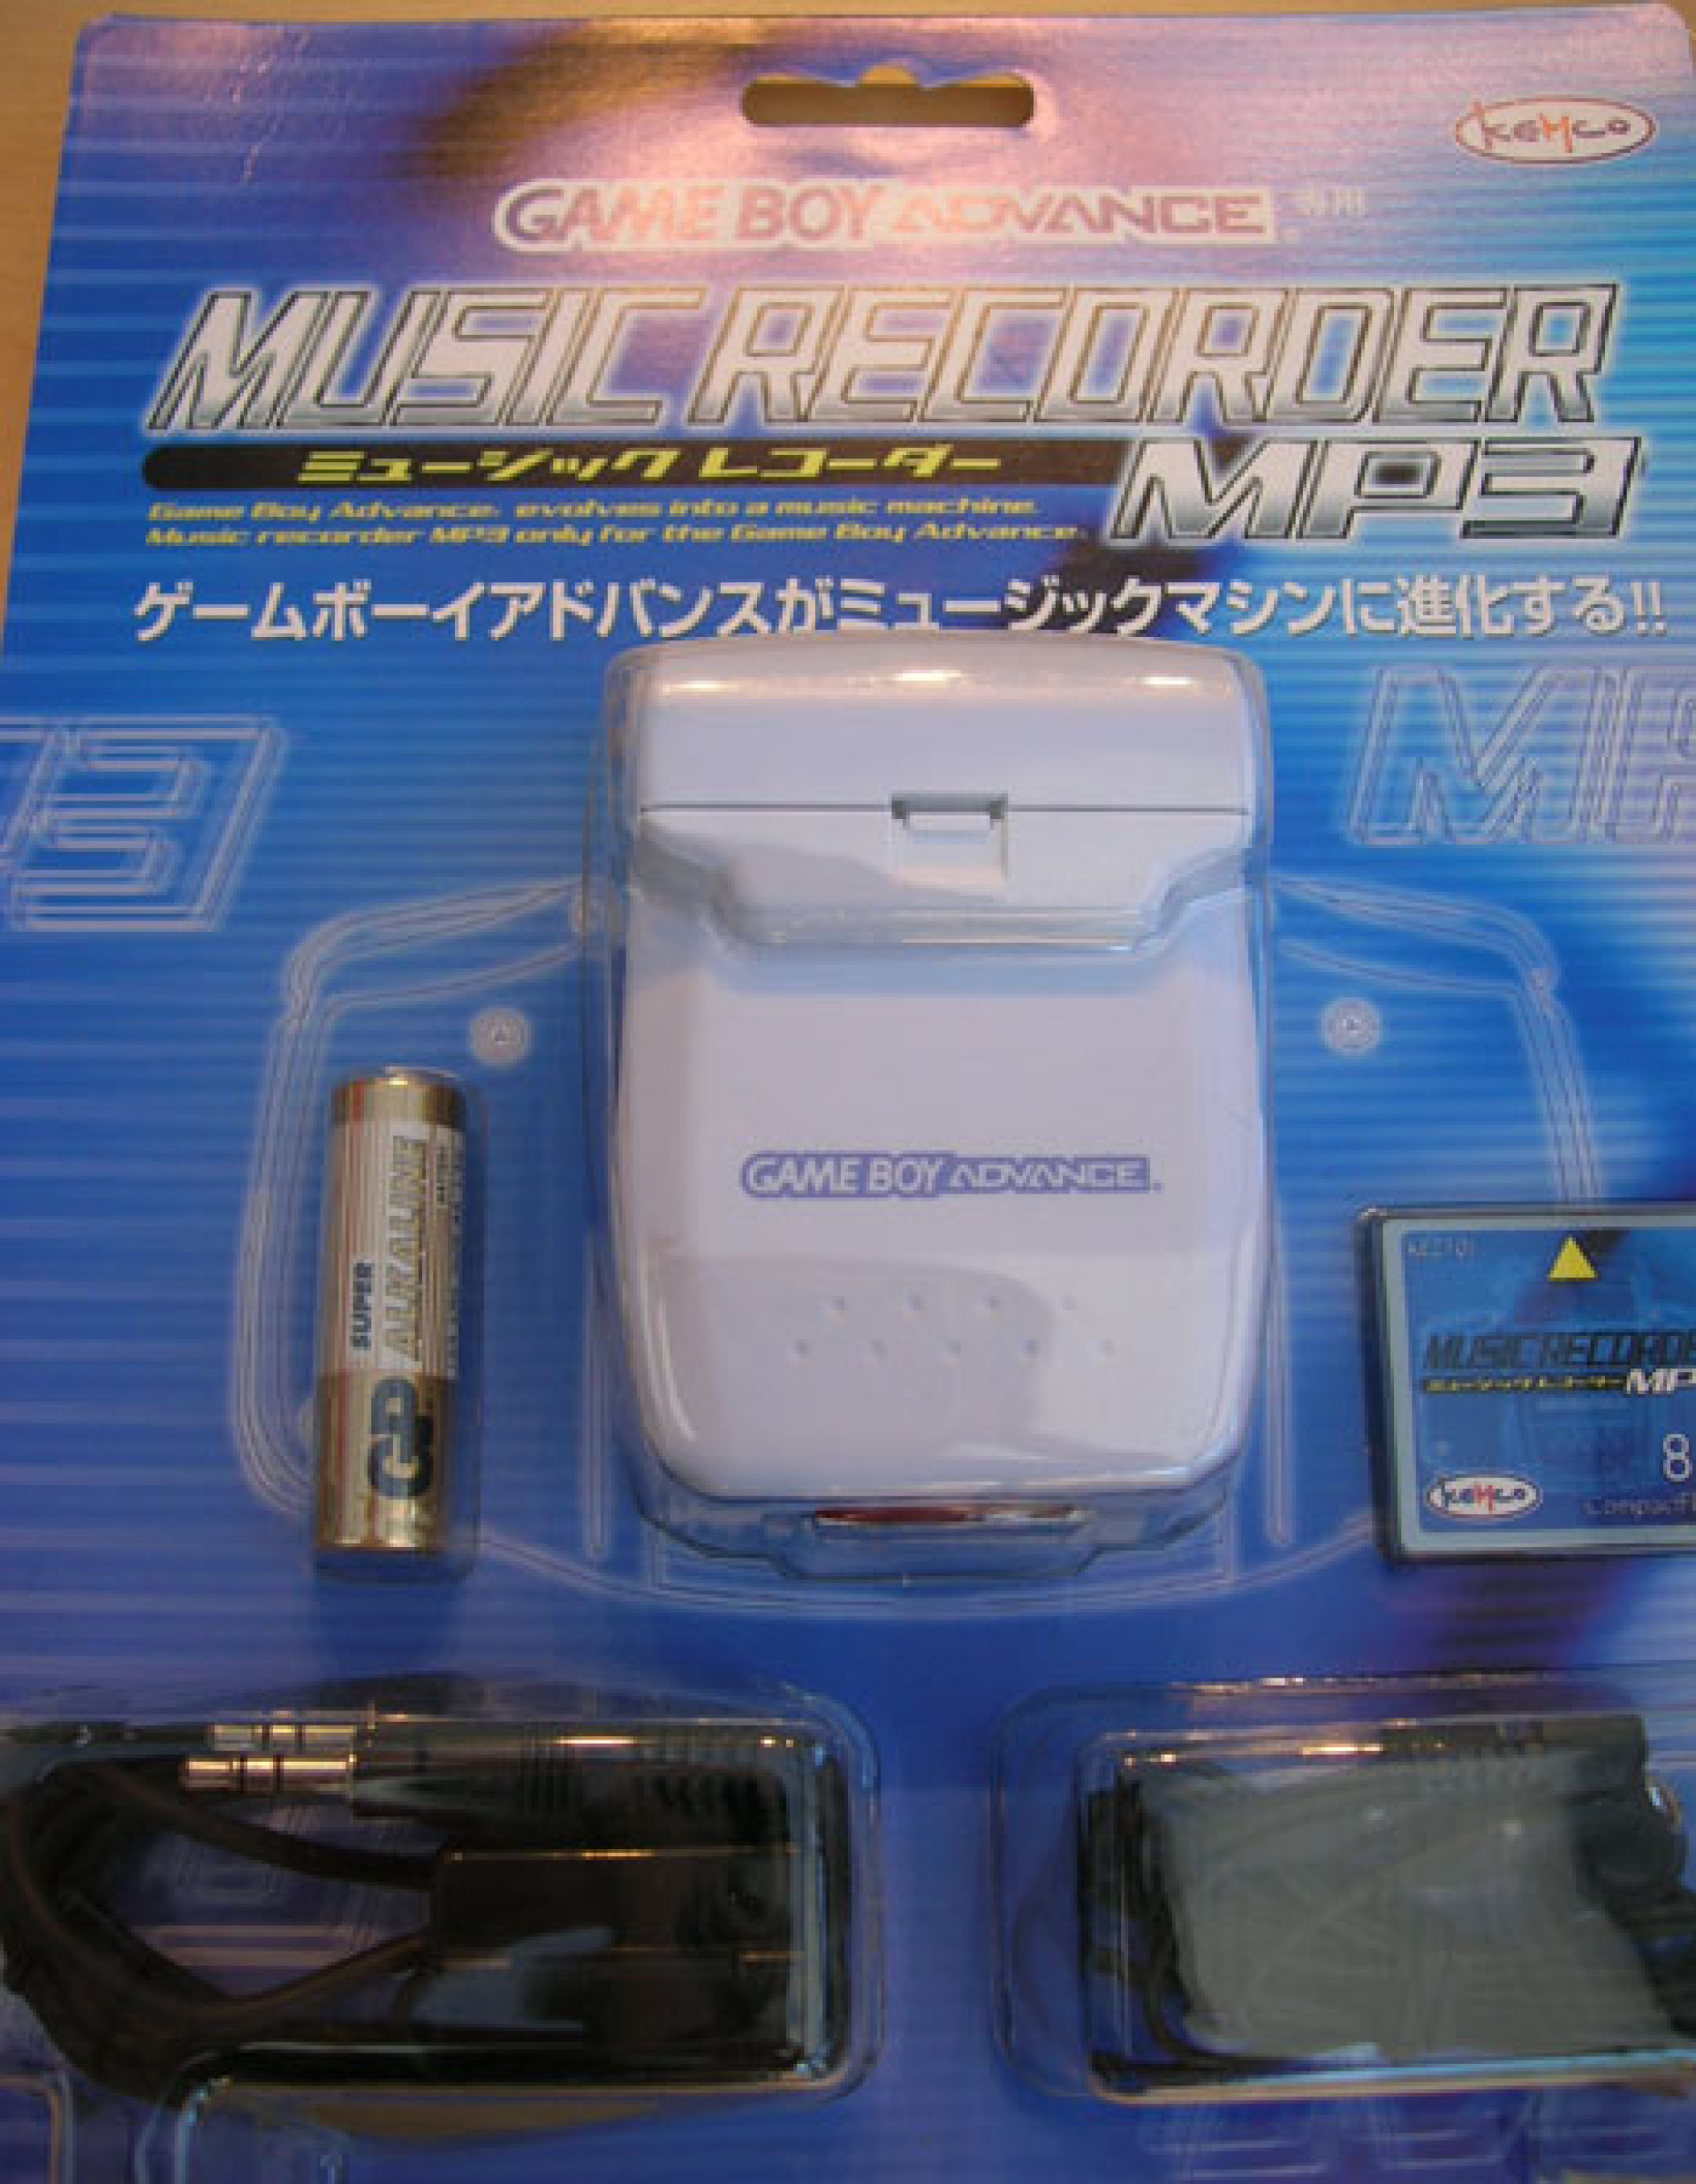 KEMCO
GAME BOY ADVANCE 専用
MUSIC RECORDER
ミュージックレコーダー MP3
Game Boy Advance. evolves into a music machine.
Music recorder MP3 only for the Game Boy Advance.
ゲームボーイアドバンスがミュージックマシンに進化する!!
GAME BOY ADVANCE
SUPER
ALKALINE
GP
MUSIC RECORDE
ミュージックレコーダー MP
8
KEMCO
CompactF